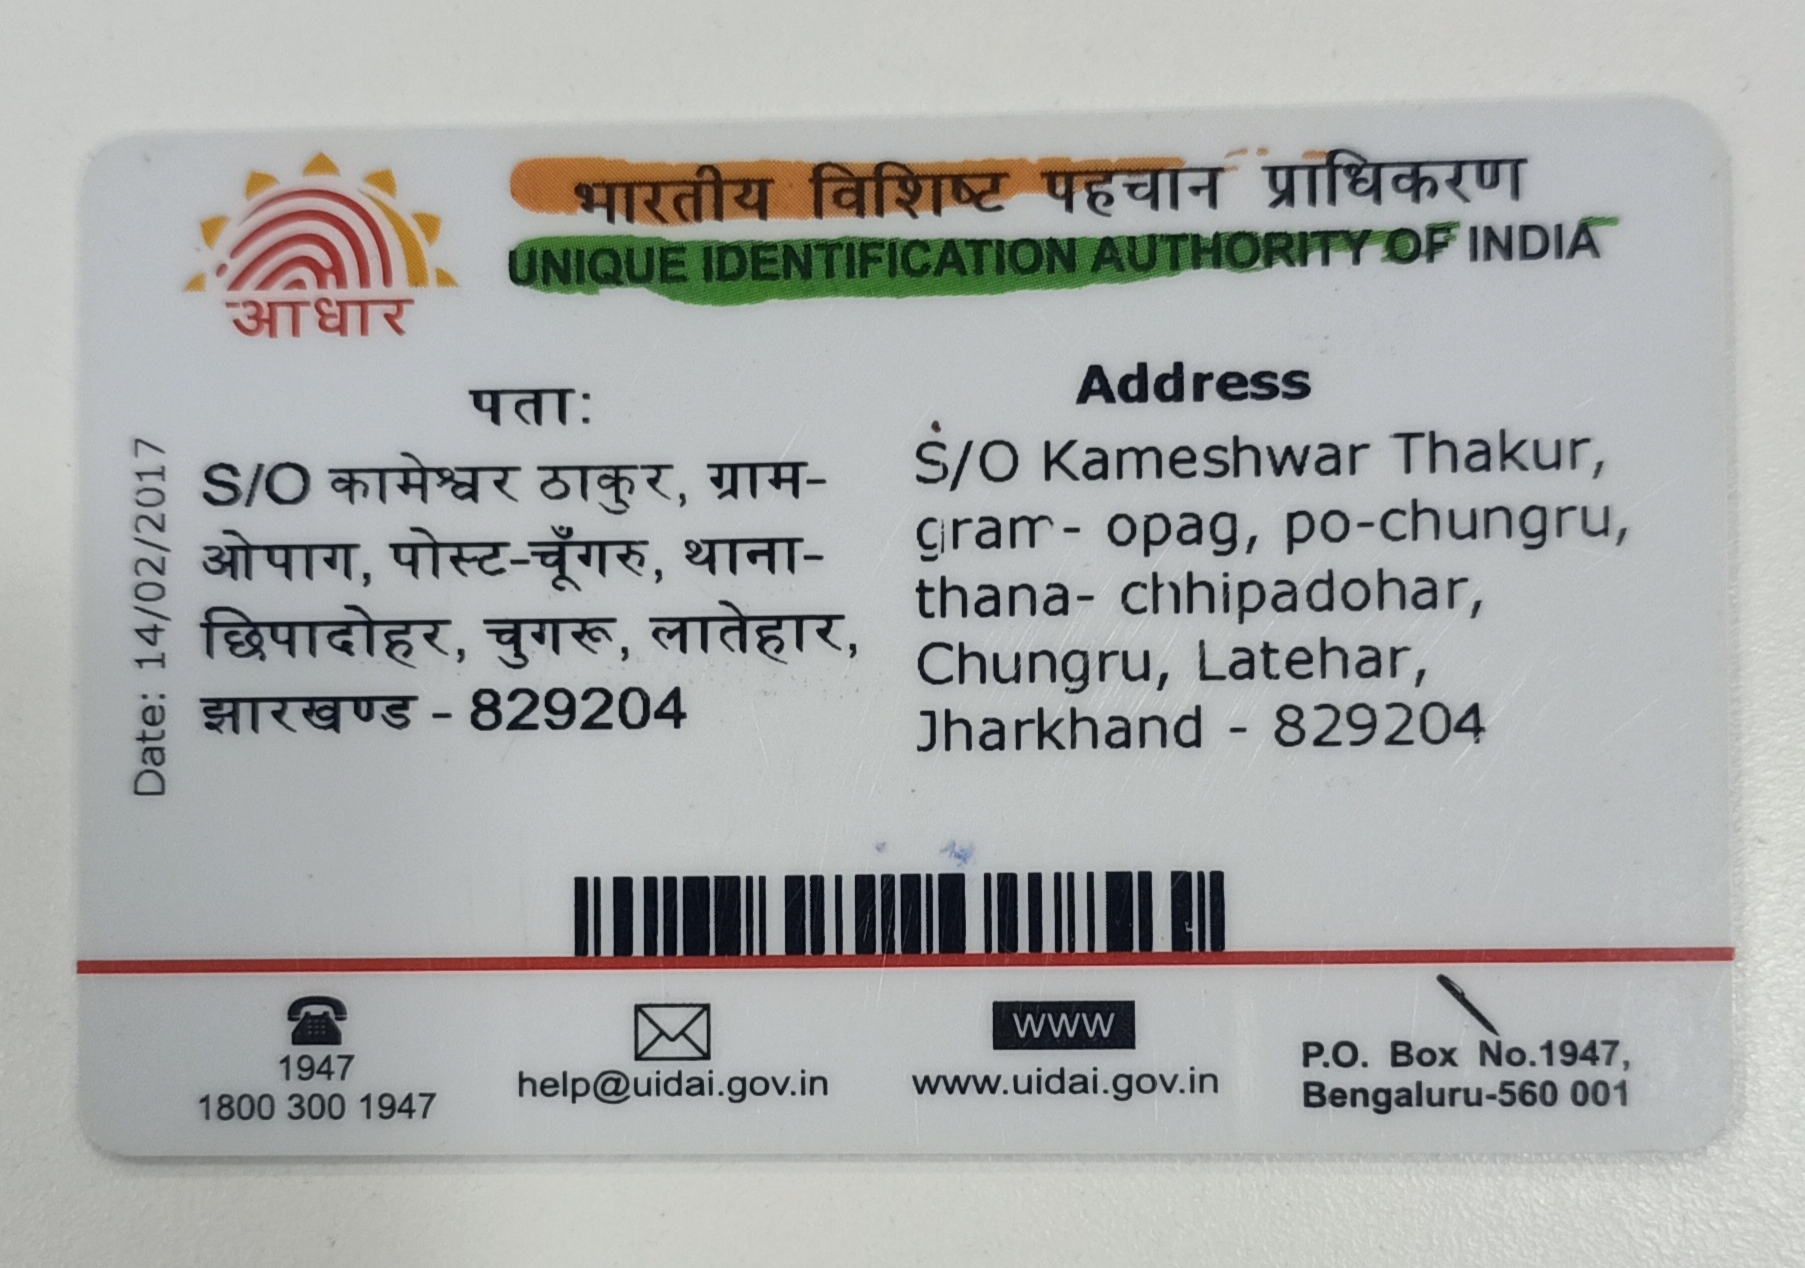 भारतीय विशिष्ट पहचान प्राधिकरण
UNIQUE IDENTIFICATION AUTHORITY OF INDIA
आधार
पता:
S/O कामेश्वर ठाकुर, ग्राम-
ओपाग, पोस्ट-चूँगरु, थाना-
छिपादोहर, चुगरू, लातेहार,
झारखण्ड - 829204
Address
S/O Kameshwar Thakur,
gram- opag, po-chungru,
thana- chhipadohar,
Chungru, Latehar,
Jharkhand - 829204
Date: 14/02/2017
1947
1800 300 1947
help@uidai.gov.in
www
www.uidai.gov.in
P.O. Box No.1947,
Bengaluru-560 001